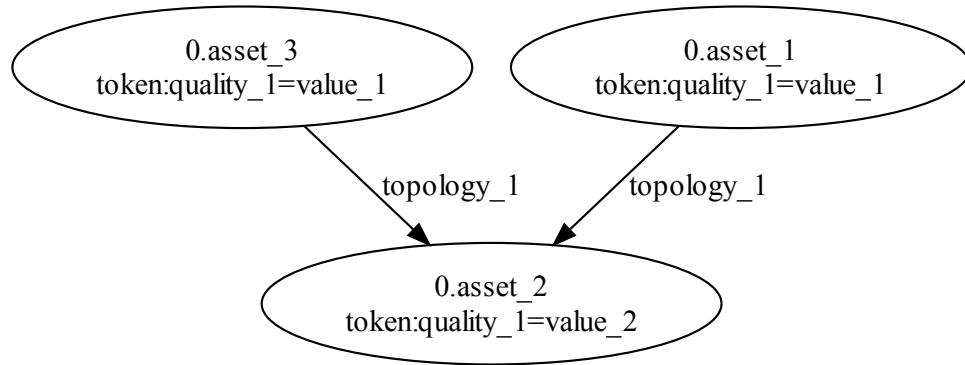 0.asset_3
token:quality_1=value_1
0.asset_1
token:quality_1=value_1
topology_1
topology_1
0.asset_2
token:quality_1=value_2